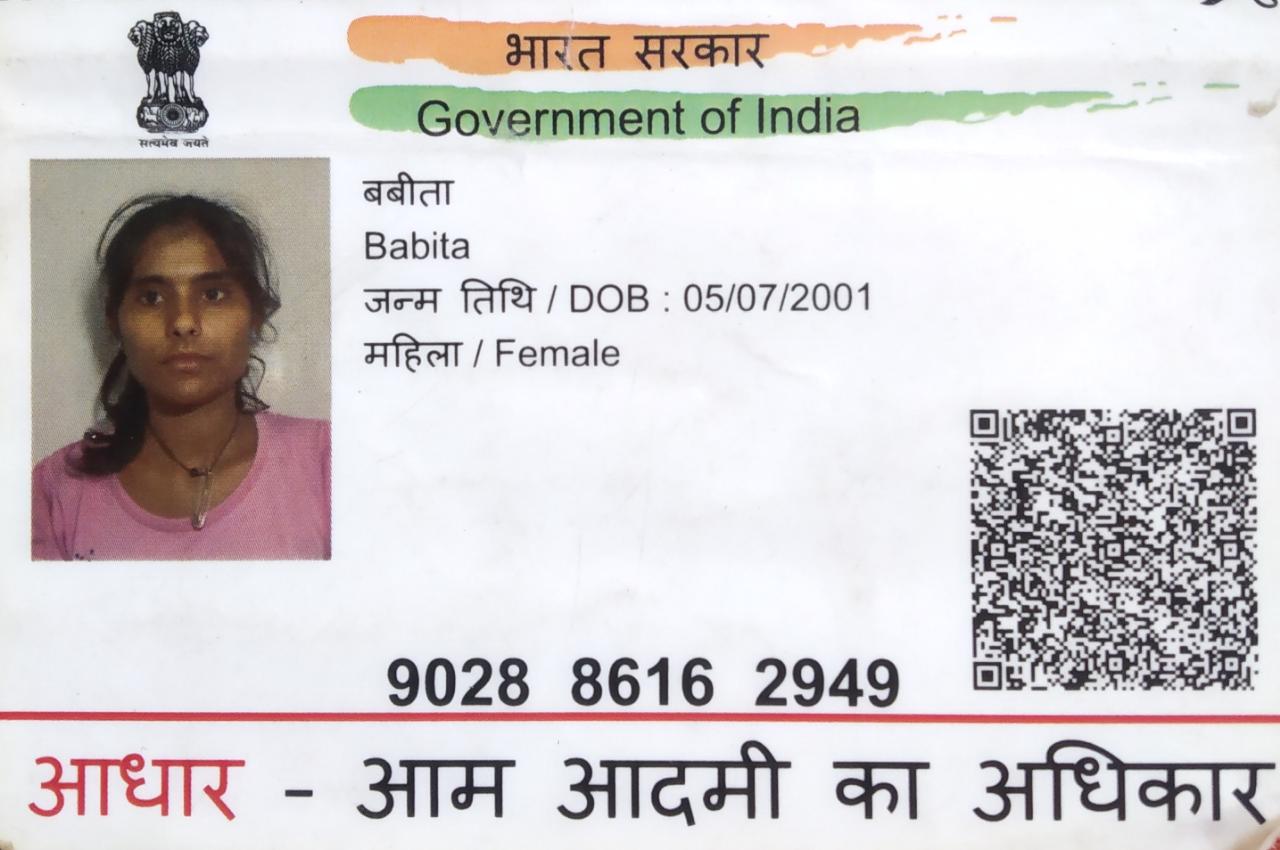 भारत सरकार
Government of India
सत्यमेव जयते
बबीता
Babita
जन्म तिथि / DOB : 05/07/2001
महिला / Female
9028 8616 2949
आधार - आम आदमी का अधिकार